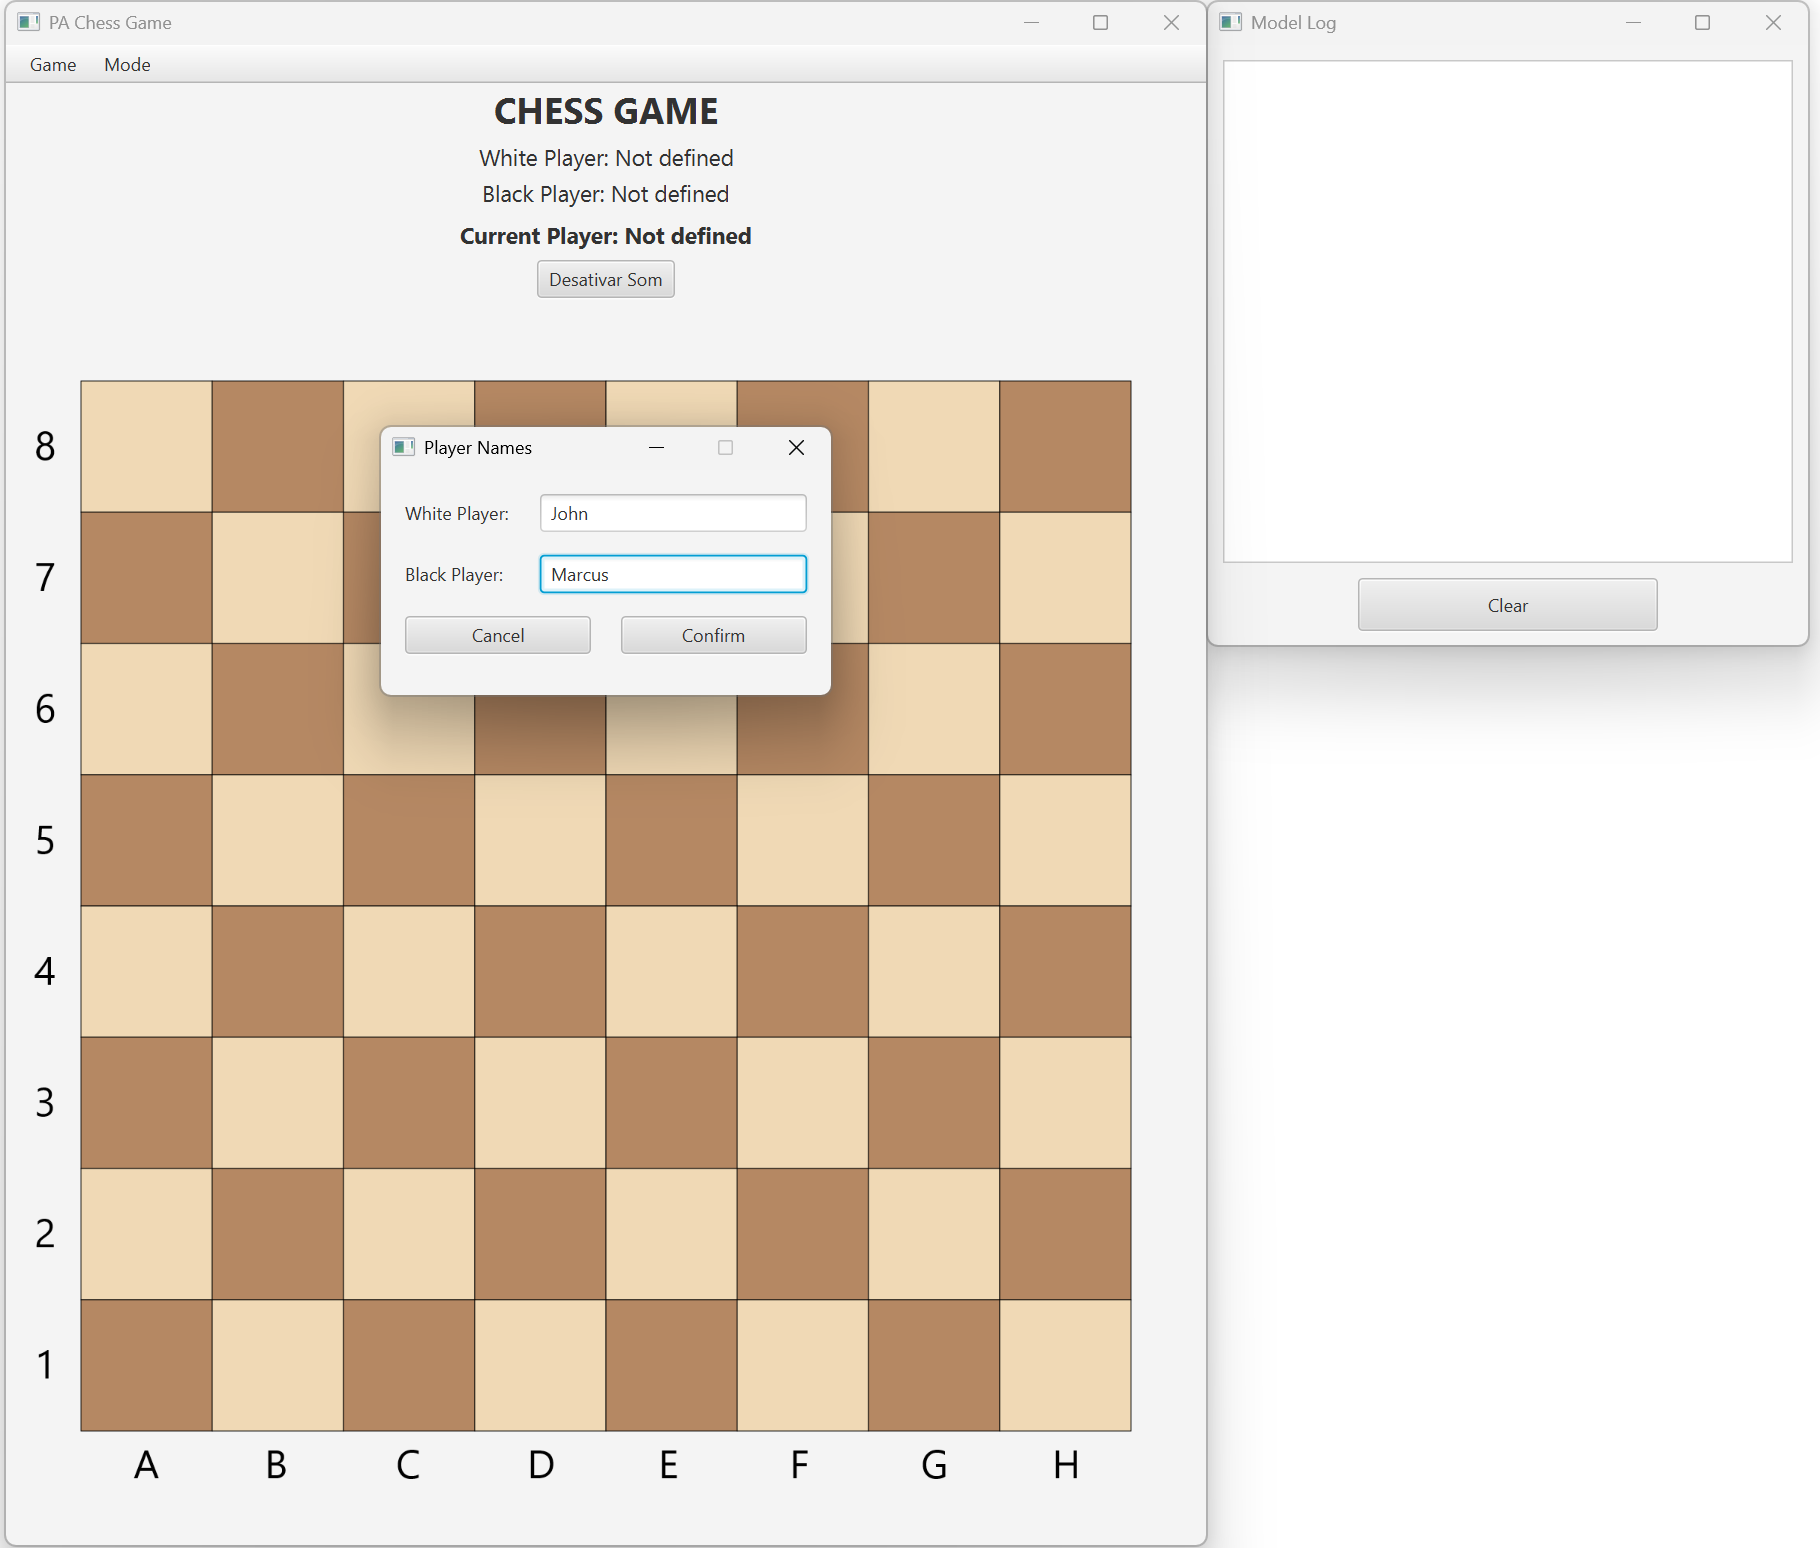 PA Chess Game
Game Mode
CHESS GAME
White Player: Not defined
Black Player: Not defined
Current Player: Not defined
Desativar Som
8
7
6
5
4
3
2
1
A B C D E F G H
Player Names
White Player: John
Black Player: Marcus
Cancel Confirm
Model Log
Clear